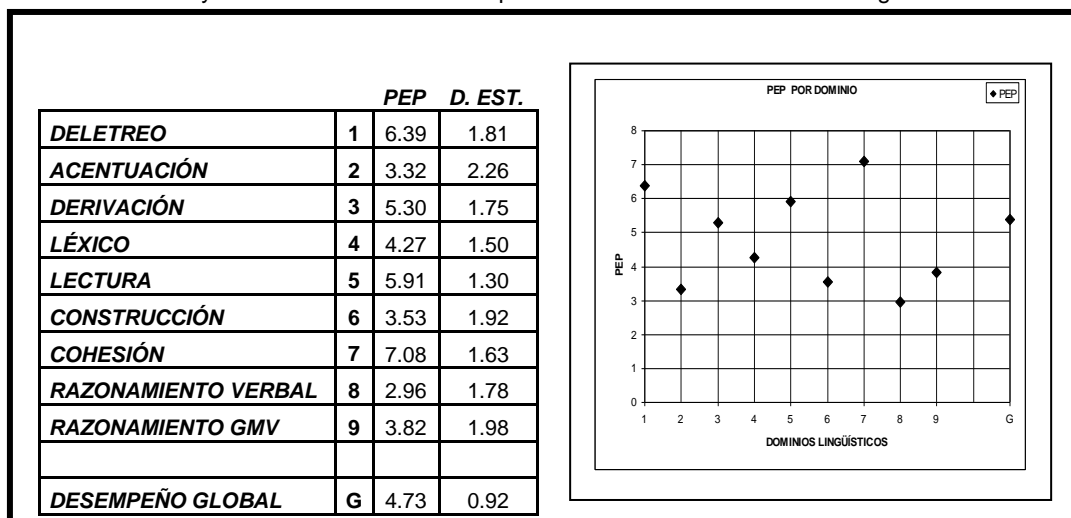 PEP D. EST.
DELETREO 1 6.39 1.81
ACENTUACIÓN 2 3.32 2.26
DERIVACIÓN 3 5.30 1.75
LÉXICO 4 4.27 1.50
LECTURA 5 5.91 1.30
CONSTRUCCIÓN 6 3.53 1.92
COHESIÓN 7 7.08 1.63
RAZONAMIENTO VERBAL 8 2.96 1.78
RAZONAMIENTO GMV 9 3.82 1.98
DESEMPEÑO GLOBAL G 4.73 0.92
PEP POR DOMINIO
PEP
8
7
6
5
4
3
2
1
0
PEP
1 2 3 4 5 6 7 8 9 G
DOMINIOS LINGÜÍSTICOS